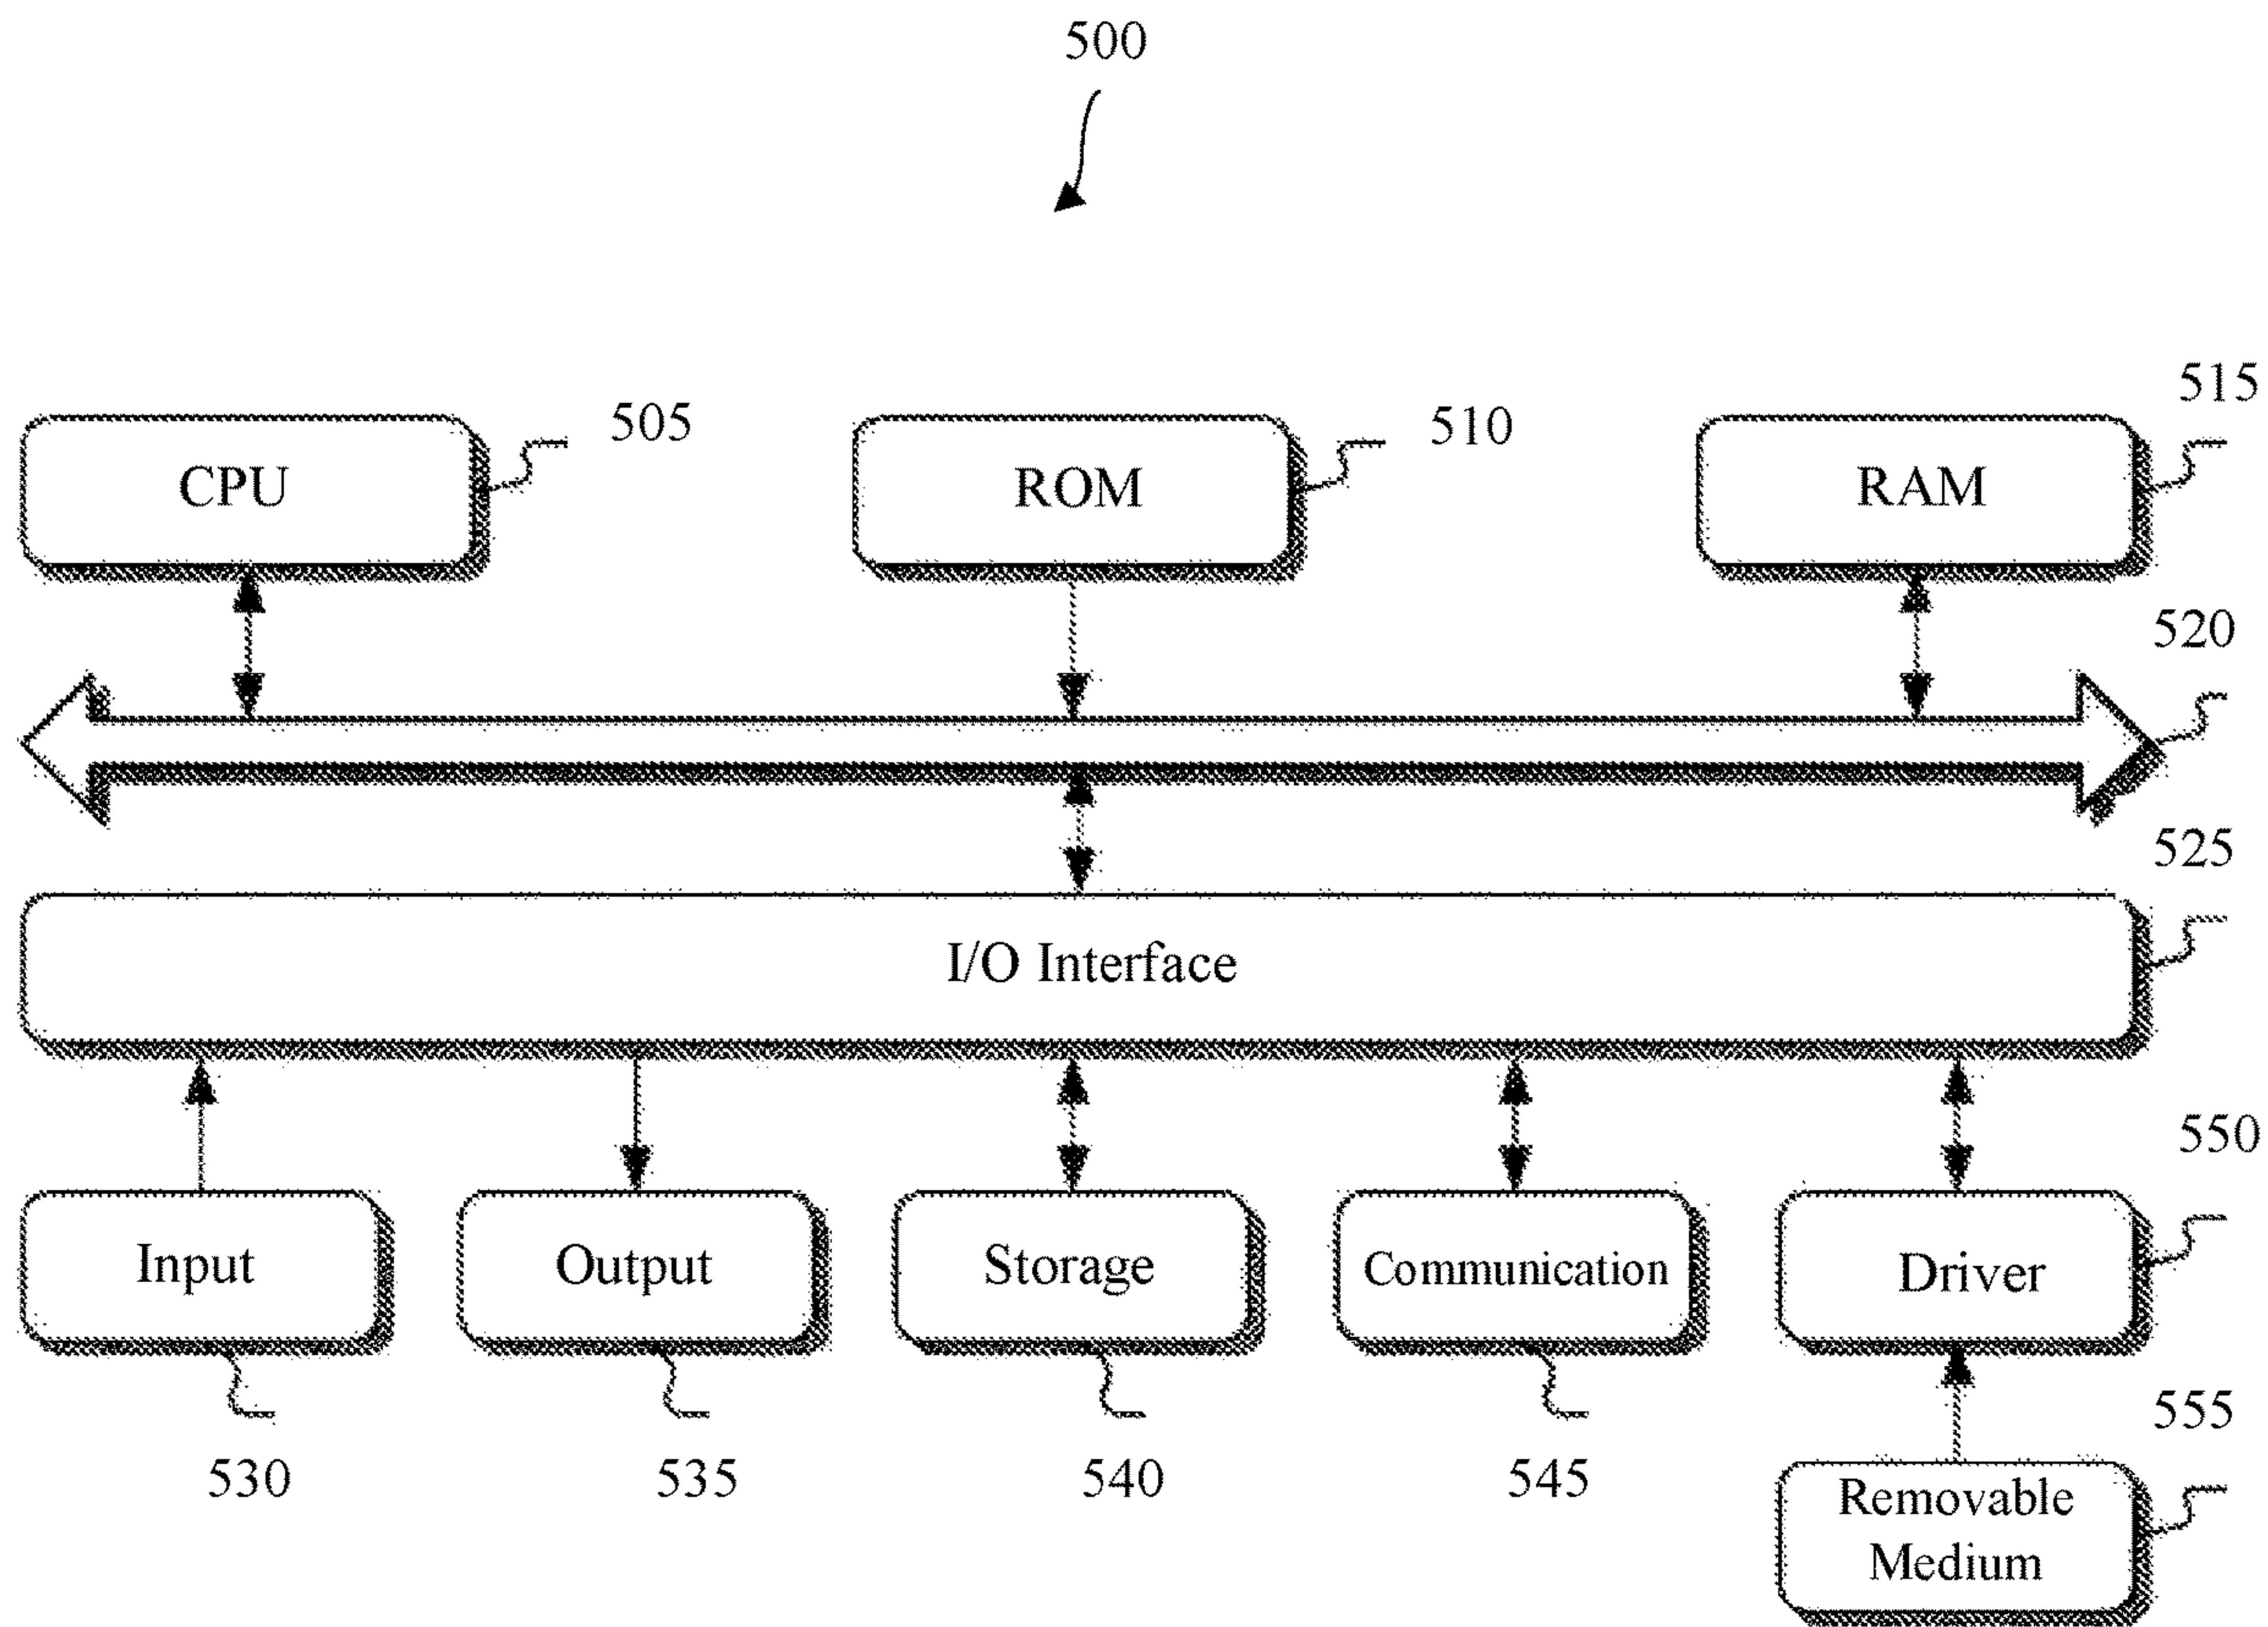 500
515
505
510
CPU
ROM
RAM
520
525
I/O Interface
550
Input
Output
Storage
Communication
Driver
555
530
535
540
545
Removable
Medium